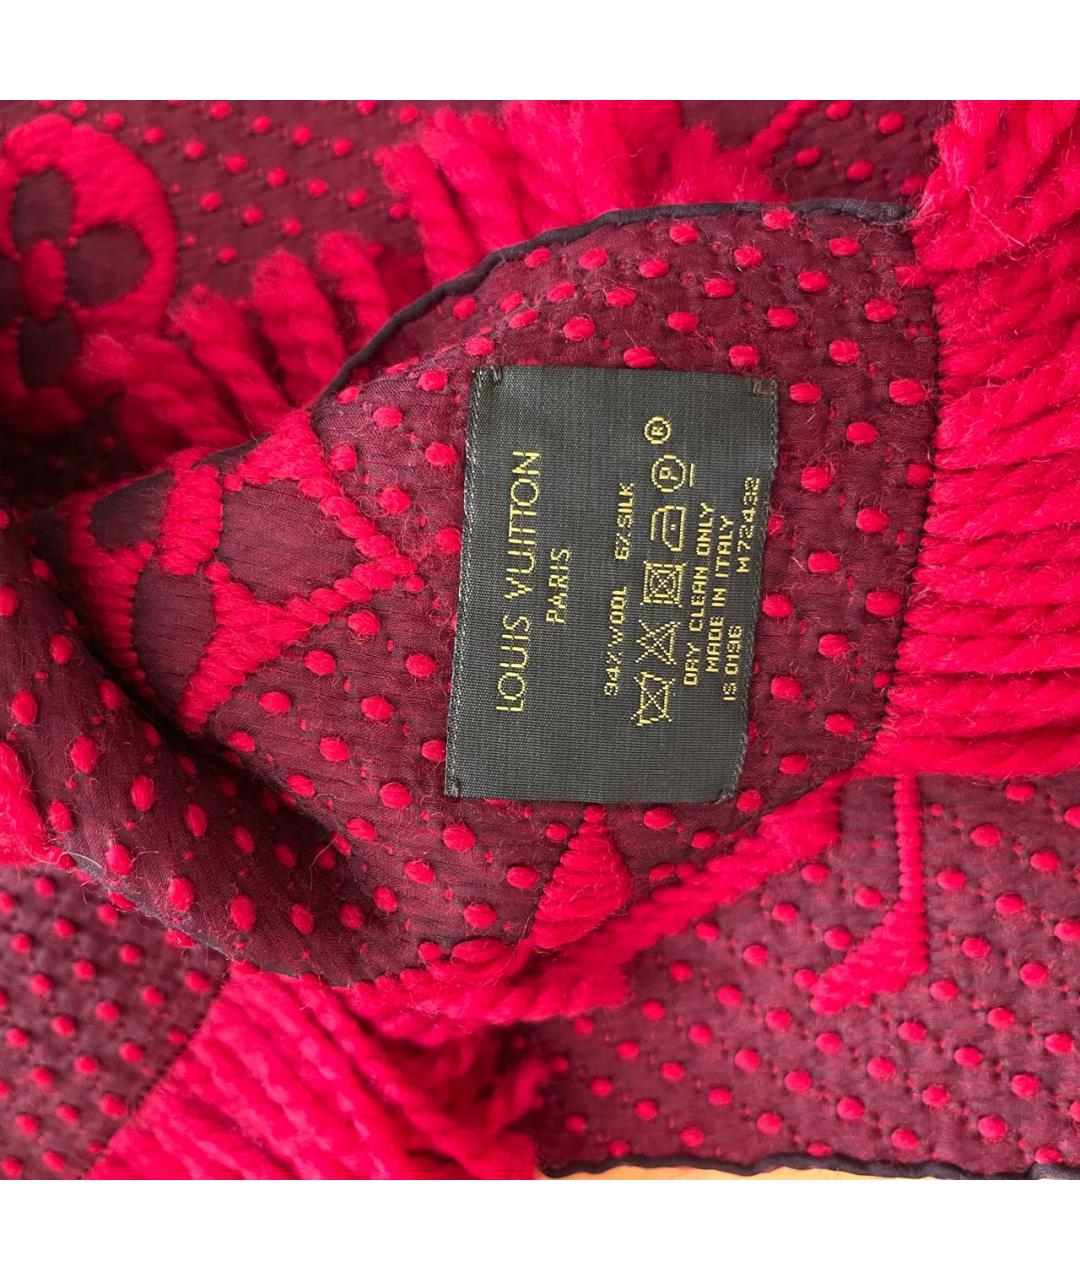 LOUIS VUITTON
PARIS
94%WOOL 6%SILK
P R
DRY CLEAN ONLY
MADE IN ITALY
IS 0196 M72432